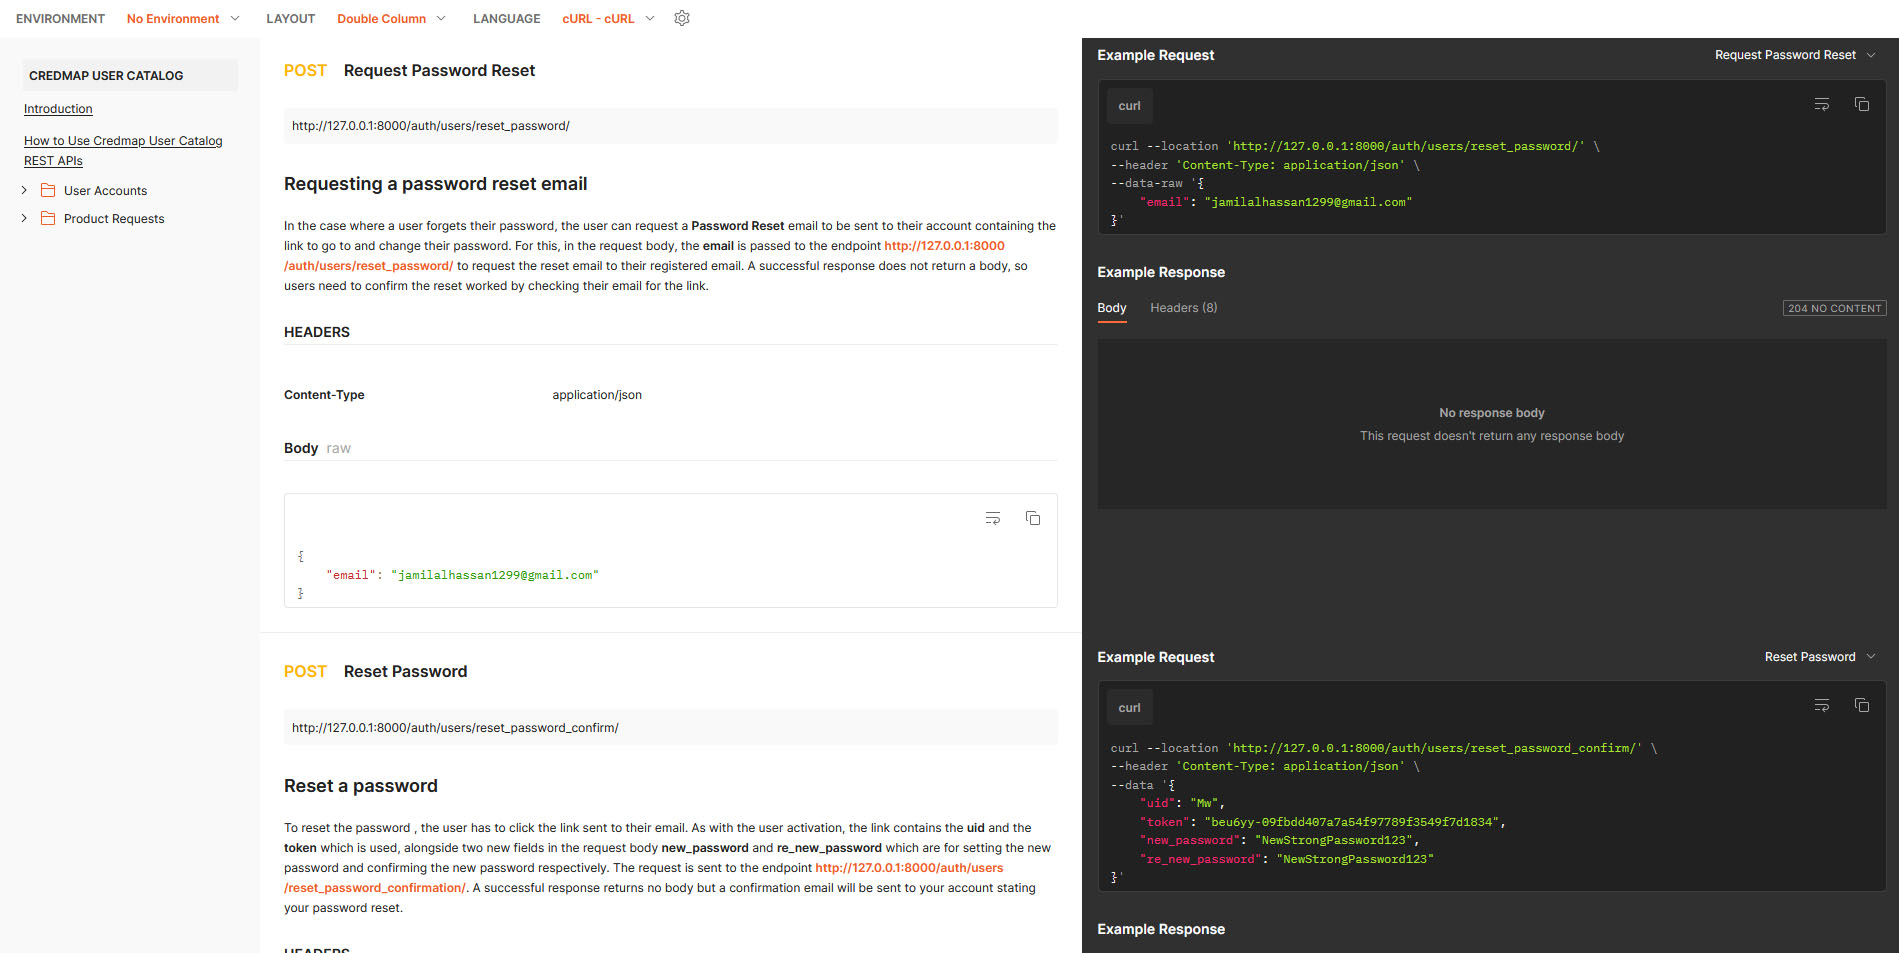 ENVIRONMENT No Environment LAYOUT Double Column LANGUAGE cURL - cURL
CREDMAP USER CATALOG
Introduction
How to Use Credmap User Catalog
REST APIs
User Accounts
Product Requests
POST Request Password Reset
http://127.0.0.1:8000/auth/users/reset_password/
Requesting a password reset email
In the case where a user forgets their password, the user can request a Password Reset email to be sent to their account containing the
link to go to and change their password. For this, in the request body, the email is passed to the endpoint http://127.0.0.1:8000
/auth/users/reset_password/ to request the reset email to their registered email. A successful response does not return a body, so
users need to confirm the reset worked by checking their email for the link.
HEADERS
Content-Type application/json
Body raw
{
"email": "jamilalhassan1299@gmail.com"
}
POST Reset Password
http://127.0.0.1:8000/auth/users/reset_password_confirm/
Reset a password
To reset the password , the user has to click the link sent to their email. As with the user activation, the link contains the uid and the
token which is used, alongside two new fields in the request body new_password and re_new_password which are for setting the new
password and confirming the new password respectively. The request is sent to the endpoint http://127.0.0.1:8000/auth/users
/reset_password_confirmation/. A successful response returns no body but a confirmation email will be sent to your account stating
your password reset.
HEADERS
Example Request Request Password Reset
curl
curl --location 'http://127.0.0.1:8000/auth/users/reset_password/' \
--header 'Content-Type: application/json' \
--data-raw '{
"email": "jamilalhassan1299@gmail.com"
}'
Example Response
Body Headers (8) 204 NO CONTENT
No response body
This request doesn't return any response body
Example Request Reset Password
curl
curl --location 'http://127.0.0.1:8000/auth/users/reset_password_confirm/' \
--header 'Content-Type: application/json' \
--data '{
"uid": "Mw",
"token": "beu6yy-09fbdd407a7a54f97789f3549f7d1834",
"new_password": "NewStrongPassword123",
"re_new_password": "NewStrongPassword123"
}'
Example Response